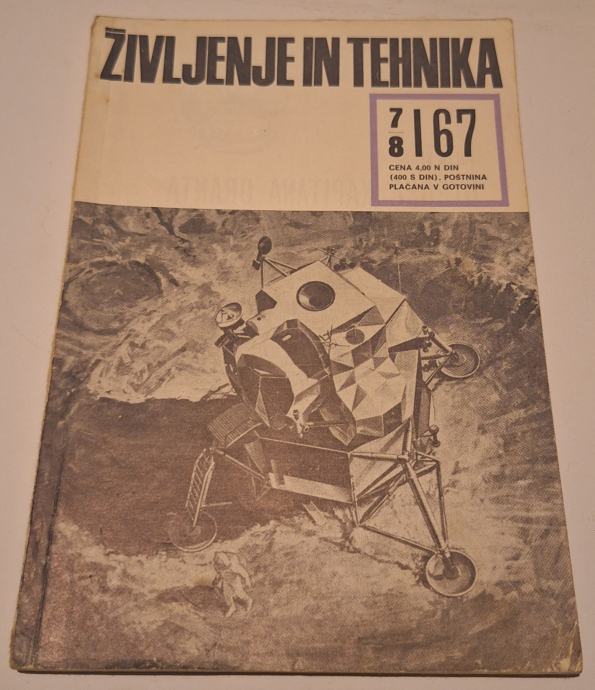 ŽIVLJENJE IN TEHNIKA
7/8|67
CENA 4,00 N DIN
(400 S DIN). POŠTNINA
PLAČANA V GOTOVINI